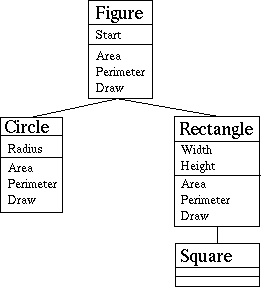 Figure
Start
Area
Perimeter
Draw
Circle
Radius
Area
Perimeter
Draw
Rectangle
Width
Height
Area
Perimeter
Draw
Square